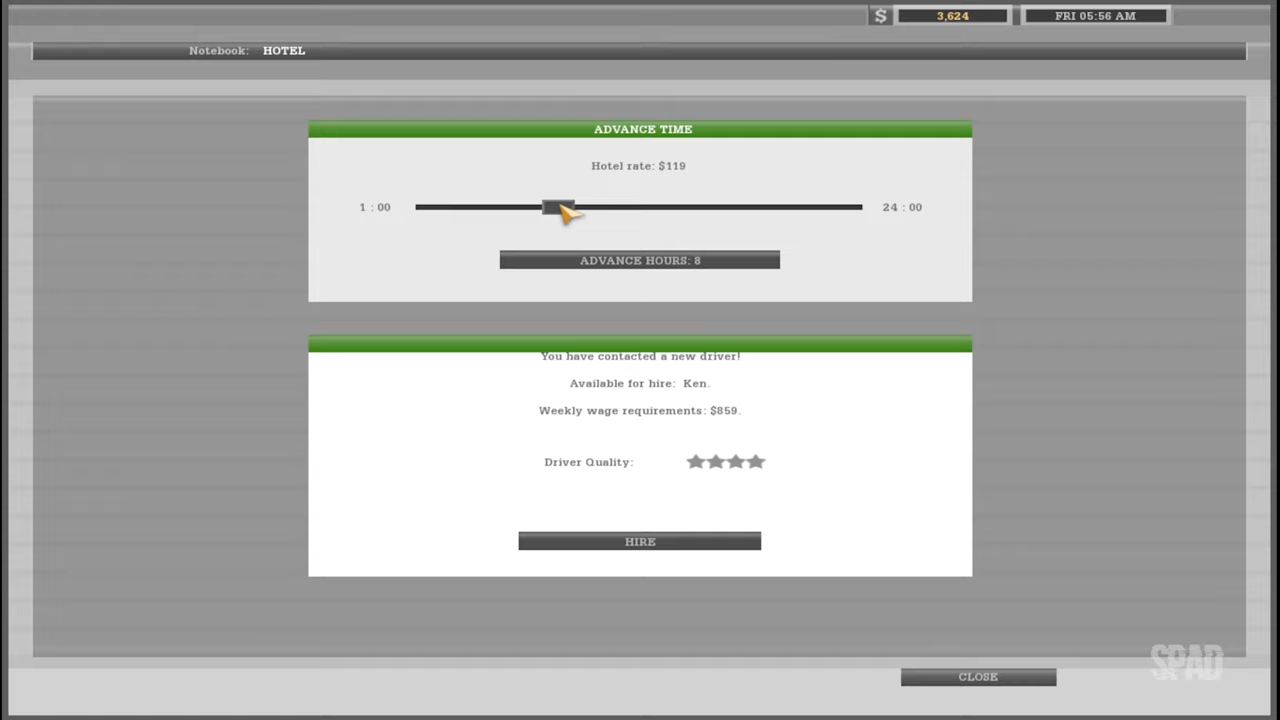 $ 3,624 FRI 05:56 AM
Notebook: HOTEL
ADVANCE TIME
Hotel rate: $119
1 : 00 24 : 00
ADVANCE HOURS: 8
You have contacted a new driver!
Available for hire: Ken.
Weekly wage requirements: $859.
Driver Quality:
HIRE
SPAD
CLOSE